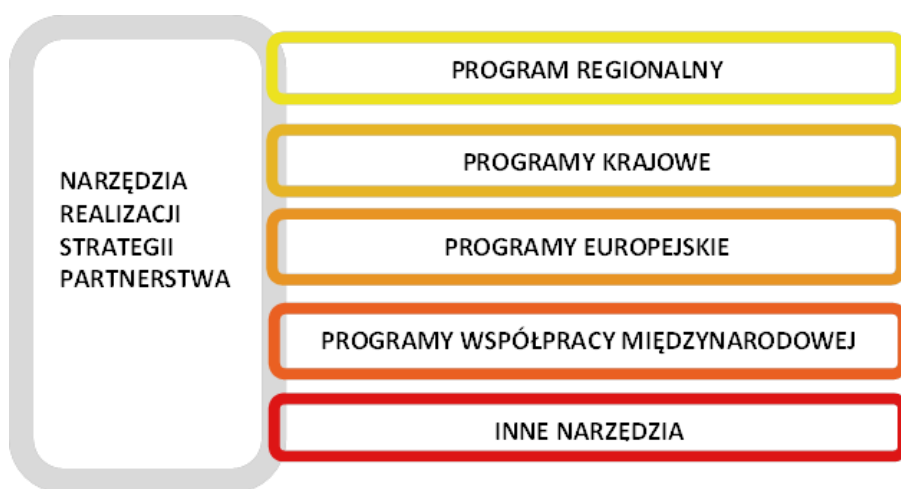 NARZĘDZIA
REALIZACJI
STRATEGII
PARTNERSTWA
PROGRAM REGIONALNY
PROGRAMY KRAJOWE
PROGRAMY EUROPEJSKIE
PROGRAMY WSPÓŁPRACY MIĘDZYNARODOWEJ
INNE NARZĘDZIA